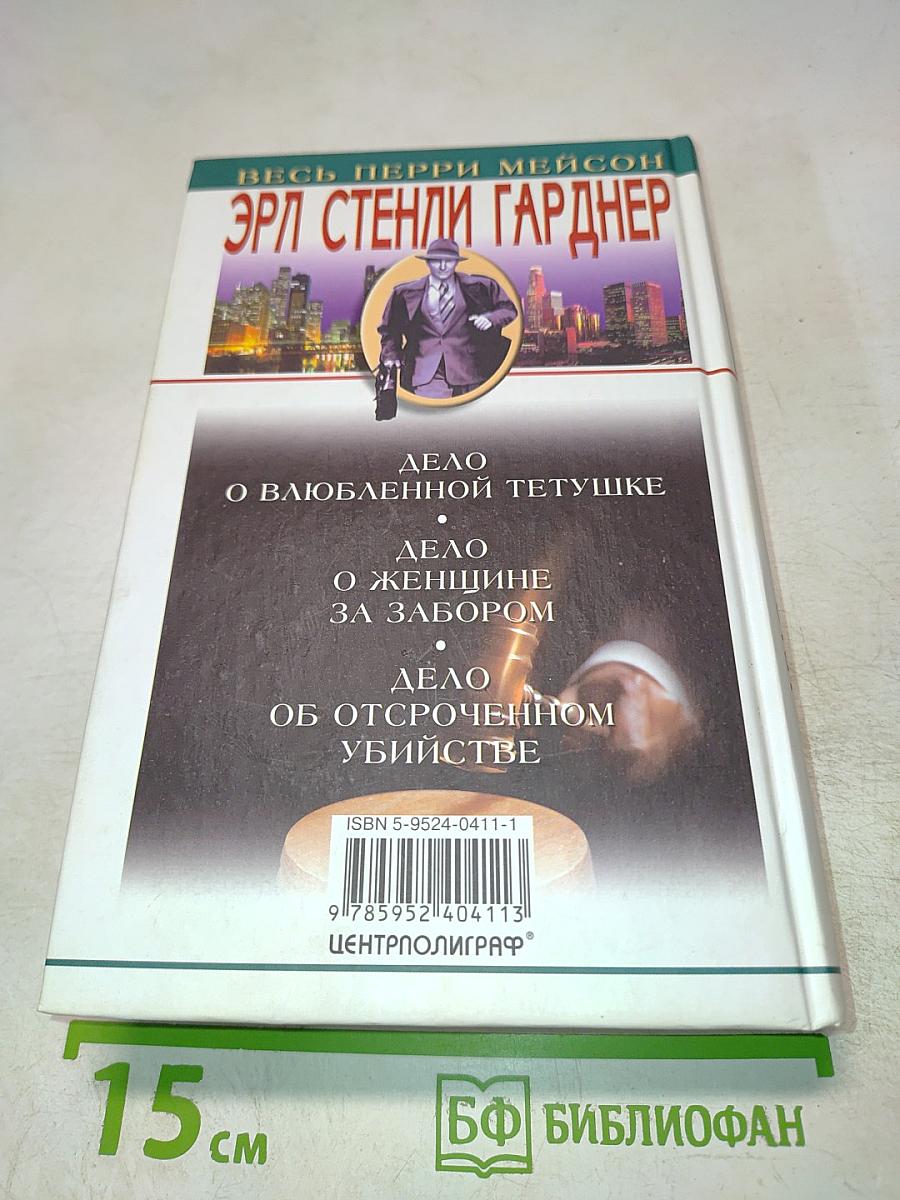 ВЕСЬ ПЕРРИ МЕЙСОН
ЭРЛ СТЕНЛИ ГАРДНЕР
ДЕЛО
О ВЛЮБЛЕННОЙ ТЕТУШКЕ
•
ДЕЛО
О ЖЕНЩИНЕ
ЗА ЗАБОРОМ
•
ДЕЛО
ОБ ОТСРОЧЕННОМ
УБИЙСТВЕ
ISBN 5-9524-0411-1
9 785952 404113
ЦЕНТРПОЛИГРАФ®
15 см
БФ БИБЛИОФАН